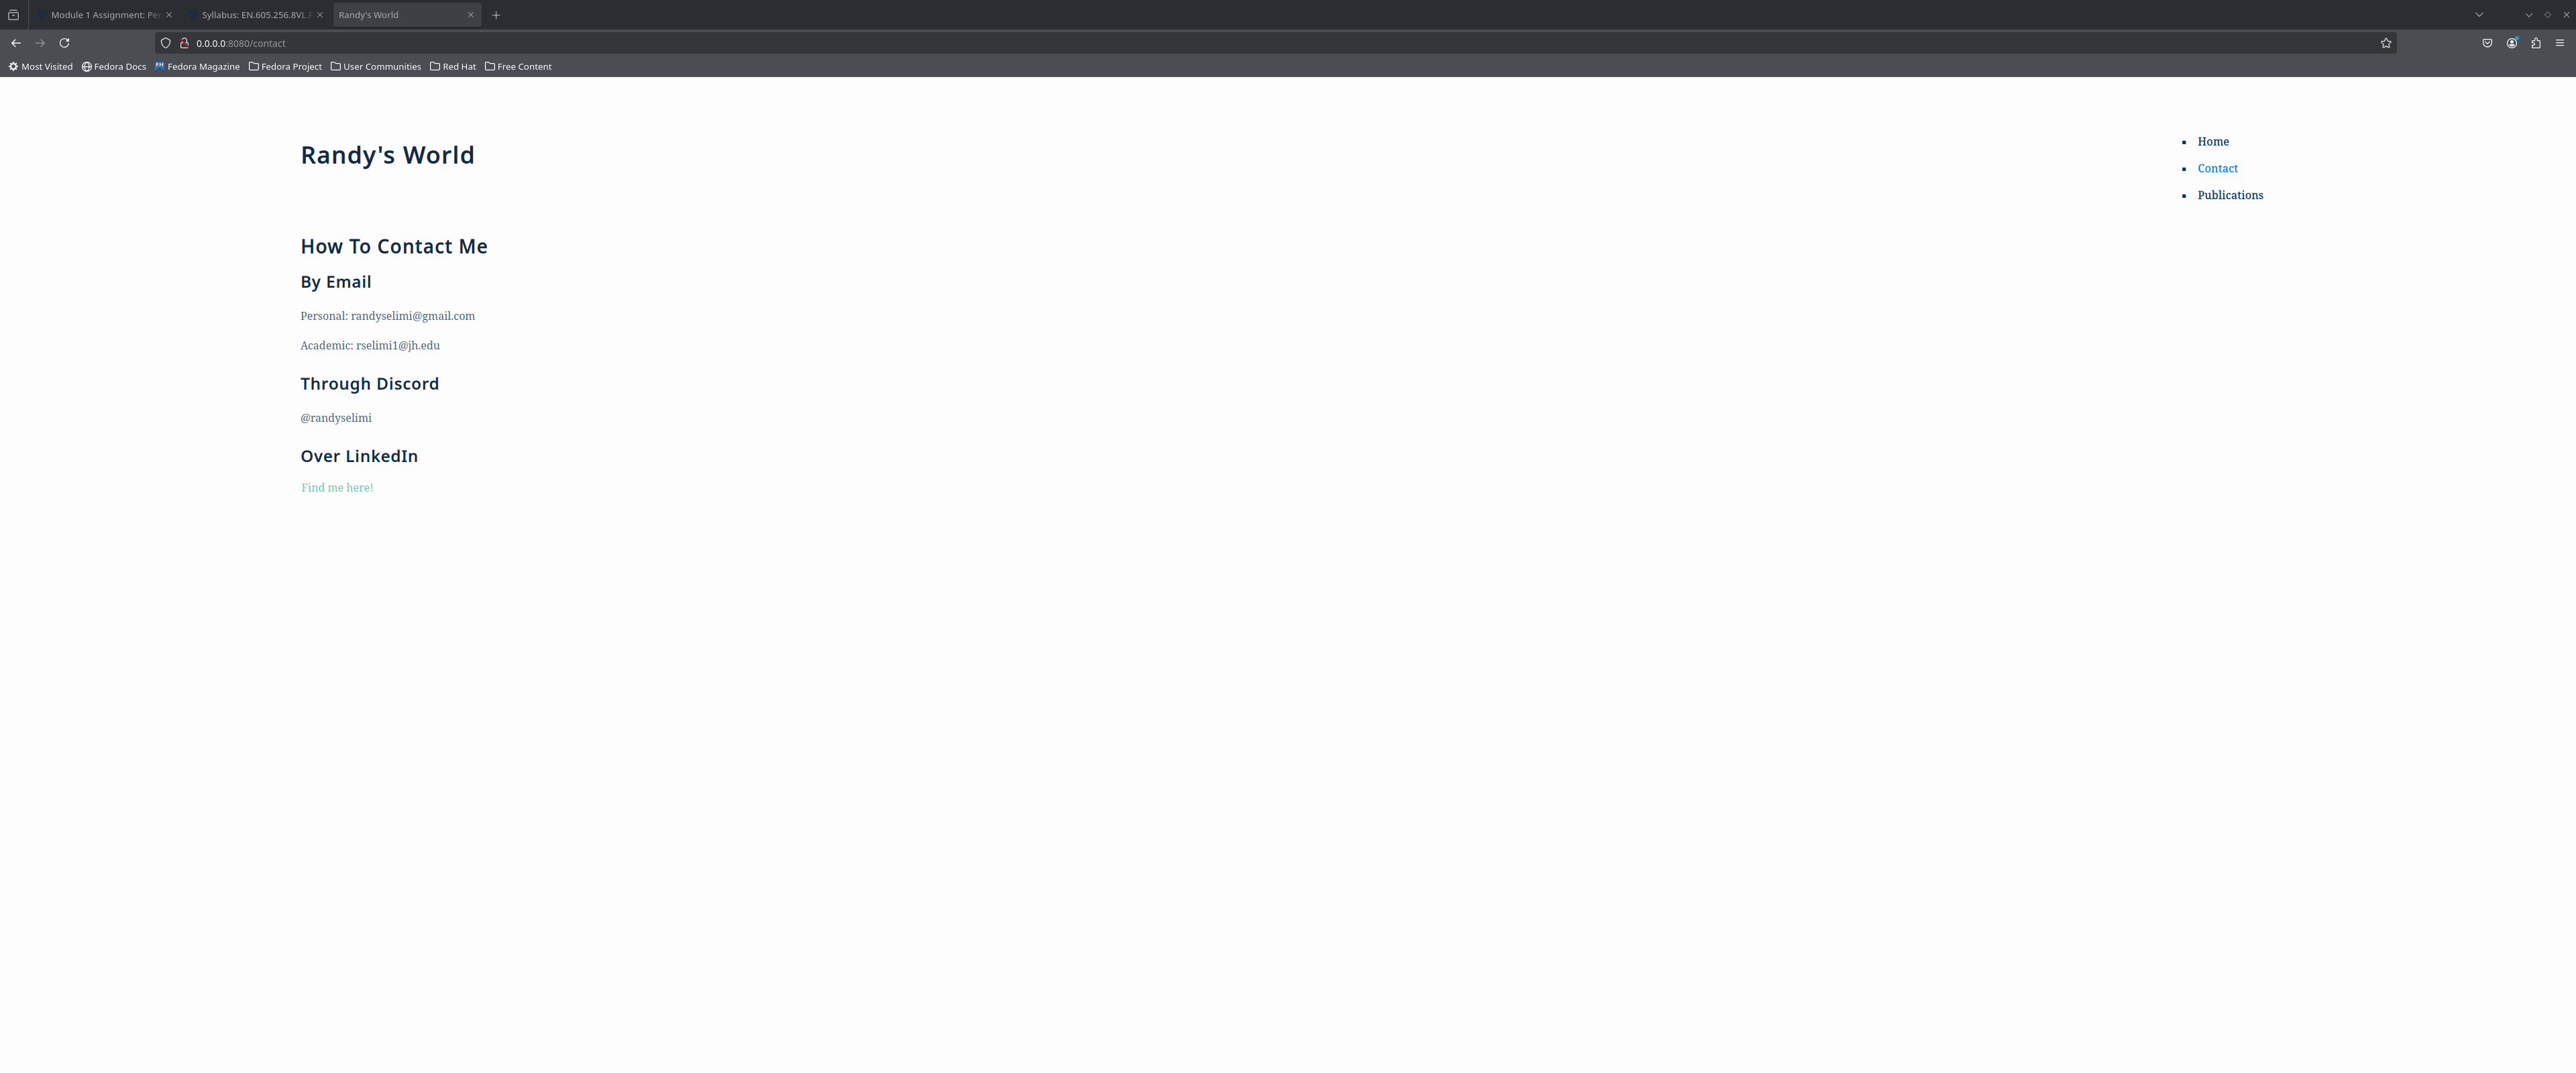 Module 1 Assignment: Per
Syllabus: EN.605.256.8VL.F
Randy's World
0.0.0.0:8080/contact
Most Visited Fedora Docs Fedora Magazine Fedora Project User Communities Red Hat Free Content
Randy's World
Home
Contact
Publications
How To Contact Me
By Email
Personal: randyselimi@gmail.com
Academic: rselimi1@jh.edu
Through Discord
@randyselimi
Over LinkedIn
Find me here!